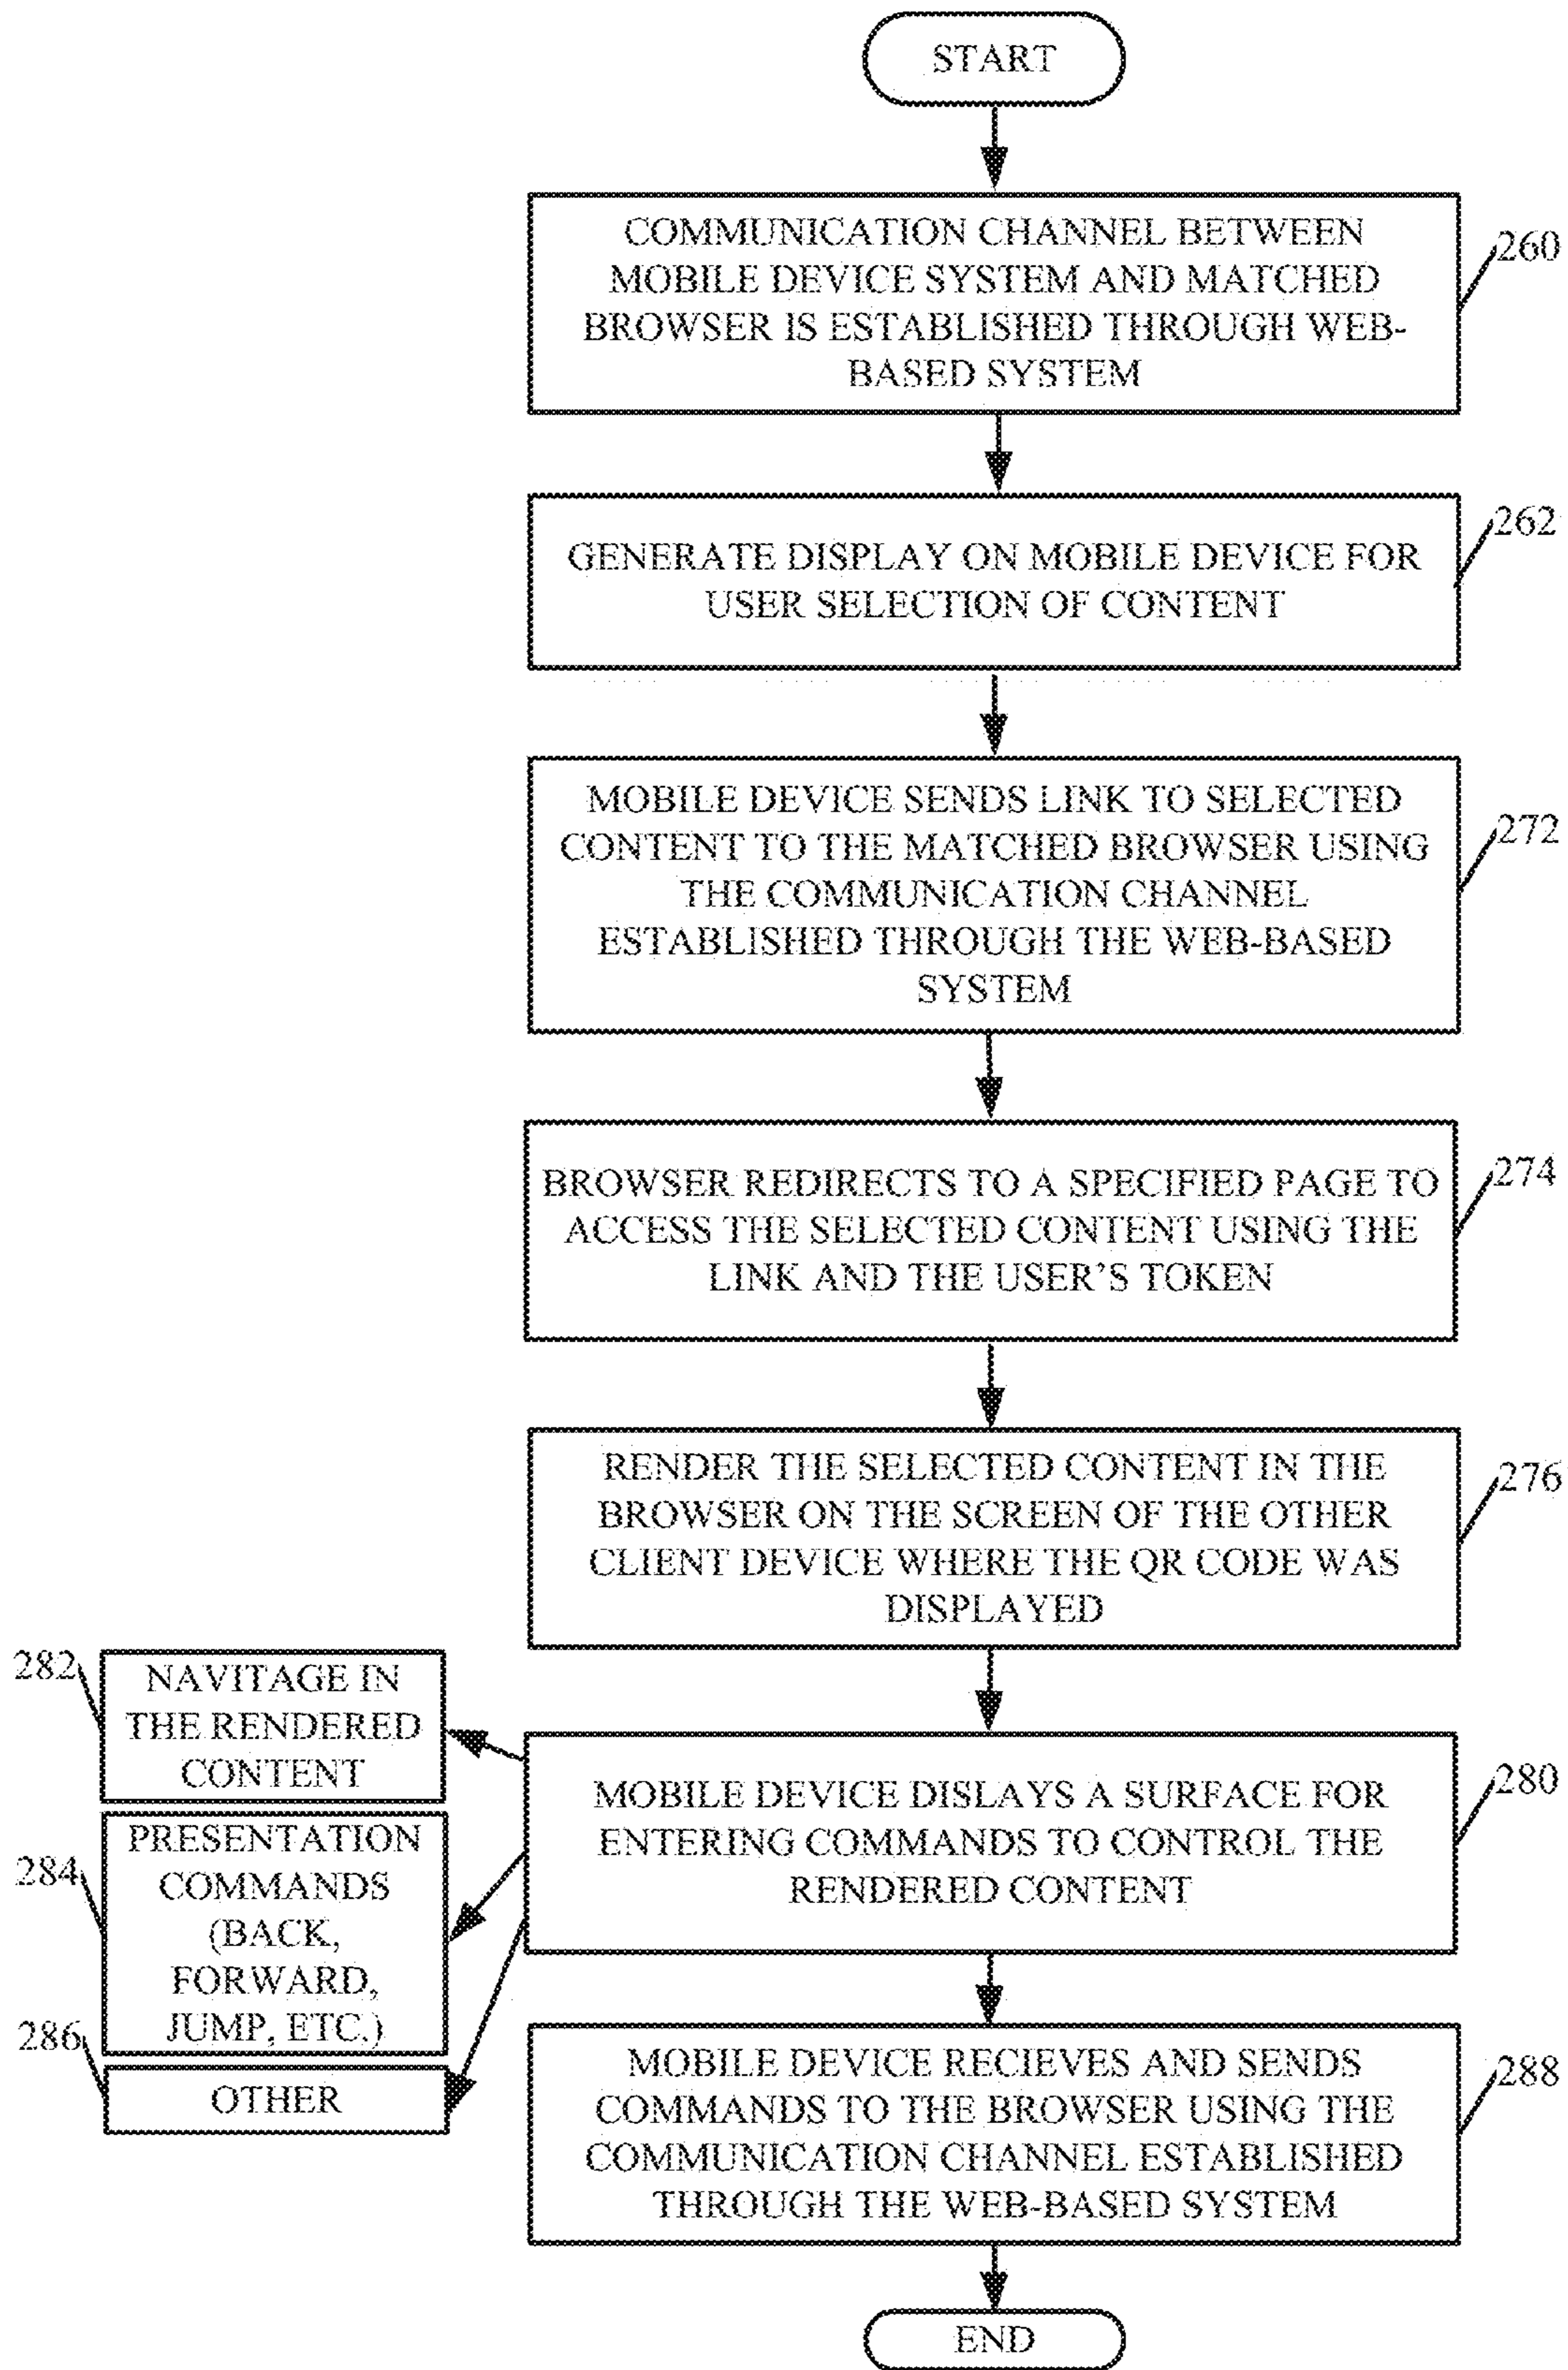 START
COMMUNICATION CHANNEL BETWEEN
MOBILE DEVICE SYSTEM AND MATCHED
BROWSER IS ESTABLISHED THROUGH WEB-
BASED SYSTEM
260
GENERATE DISPLAY ON MOBILE DEVICE FOR
USER SELECTION OF CONTENT
262
MOBILE DEVICE SENDS LINK TO SELECTED
CONTENT TO THE MATCHED BROWSER USING
THE COMMUNICATION CHANNEL
ESTABLISHED THROUGH THE WEB-BASED
SYSTEM
272
BROWSER REDIRECTS TO A SPECIFIED PAGE TO
ACCESS THE SELECTED CONTENT USING THE
LINK AND THE USER'S TOKEN
274
RENDER THE SELECTED CONTENT IN THE
BROWSER ON THE SCREEN OF THE OTHER
CLIENT DEVICE WHERE THE QR CODE WAS
DISPLAYED
276
282
NAVITAGE IN
THE RENDERED
CONTENT
284
PRESENTATION
COMMANDS
(BACK,
FORWARD,
JUMP, ETC.)
286
OTHER
MOBILE DEVICE DISLAYS A SURFACE FOR
ENTERING COMMANDS TO CONTROL THE
RENDERED CONTENT
280
MOBILE DEVICE RECIEVES AND SENDS
COMMANDS TO THE BROWSER USING THE
COMMUNICATION CHANNEL ESTABLISHED
THROUGH THE WEB-BASED SYSTEM
288
END